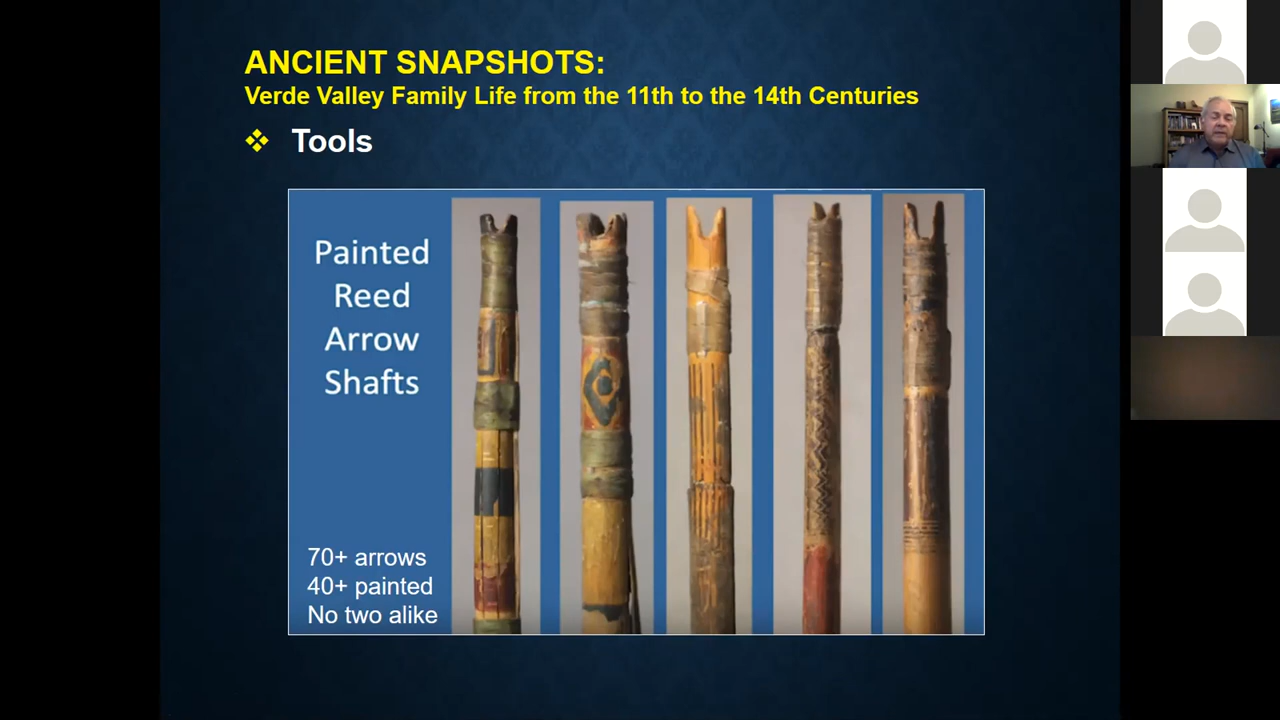 ANCIENT SNAPSHOTS:
Verde Valley Family Life from the 11th to the 14th Centuries
Tools
Painted
Reed
Arrow
Shafts
70+ arrows
40+ painted
No two alike